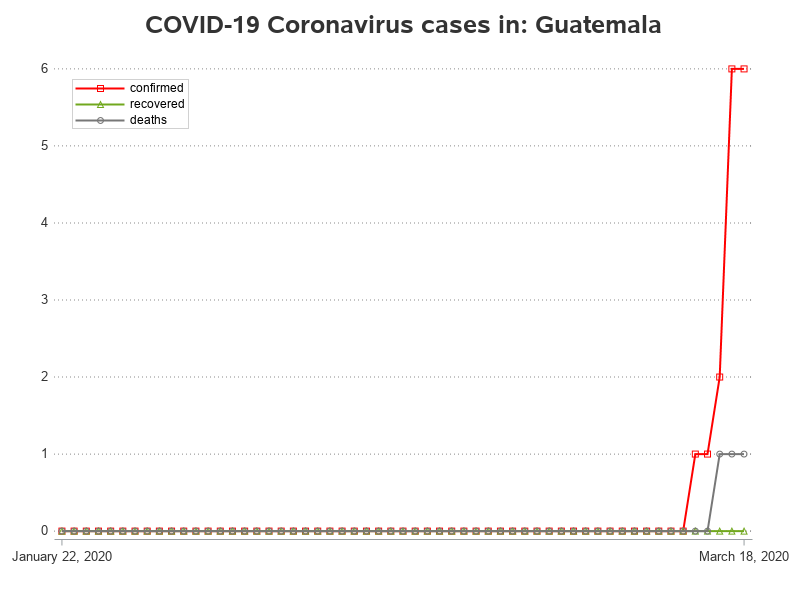 COVID-19 Coronavirus cases in: Guatemala
6
confirmed
recovered
deaths
5
4
3
2
1
0
January 22, 2020
March 18, 2020